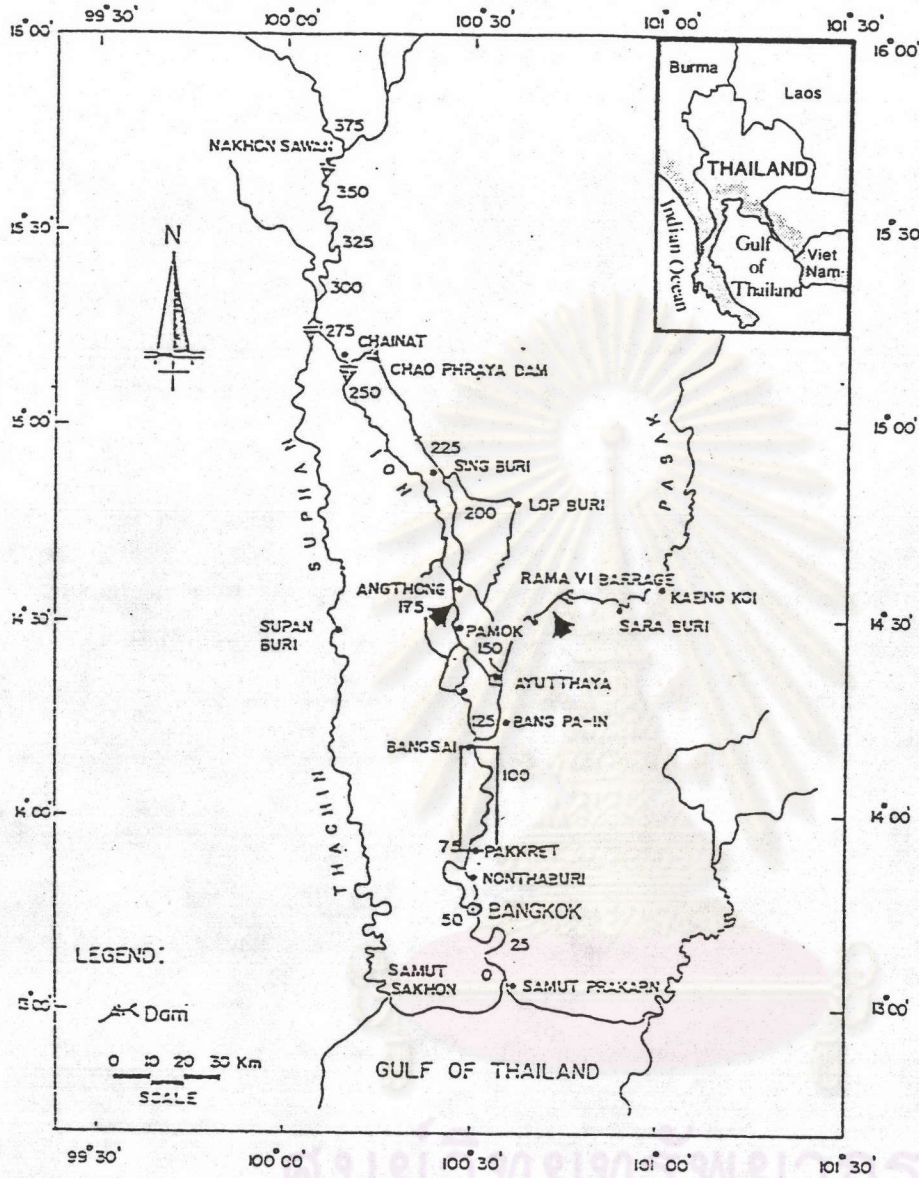 99°30'
100°00'
100°30'
101°00'
101°30'
15°00'
16°00'
Burma
Laos
THAILAND
Indian Ocean
Gulf
of
Thailand
Viet
Nam
375
NAKHON SAWAN
350
N
325
15°30'
15°30'
300
275
CHAINAT
CHAO PHRAYA DAM
250
15°00'
15°00'
225
SING BURI
NOI
SUPHAN
PASAK
200
LOP BURI
RAMA VI BARRAGE
ANGTHONG
175
KAENG KOI
SARA BURI
14°30'
14°30'
SUPAN
BURI
PAMOK
150
AYUTTHAYA
125
BANG PA-IN
BANGSAI
100
THACHIN
14°00'
14°00'
75
PAKKRET
NONTHABURI
50
BANGKOK
25
LEGEND:
SAMUT
SAKHON
0
SAMUT PRAKARN
13°00'
13°00'
Dam
0 10 20 30 Km
SCALE
GULF OF THAILAND
99°30'
100°00'
100°30'
101°00'
101°30'